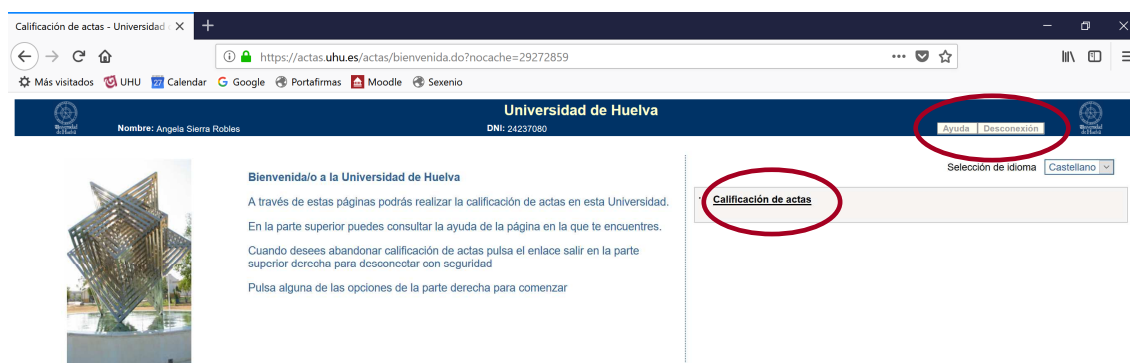 Calificación de actas - Universidad d
https://actas.uhu.es/actas/bienvenida.do?nocache=29272859
Más visitados UHU 27 Calendar Google Portafirmas Moodle Sexenio
Universidad de Huelva
Nombre: Angela Sierra Robles DNI: 24237080 Ayuda Desconexión
Selección de idioma Castellano
Bienvenida/o a la Universidad de Huelva
Calificación de actas
A través de estas páginas podrás realizar la calificación de actas en esta Universidad.
En la parte superior puedes consultar la ayuda de la página en la que te encuentres.
Cuando desees abandonar calificación de actas pulsa el enlace salir en la parte
superior derecha para desconectar con seguridad
Pulsa alguna de las opciones de la parte derecha para comenzar